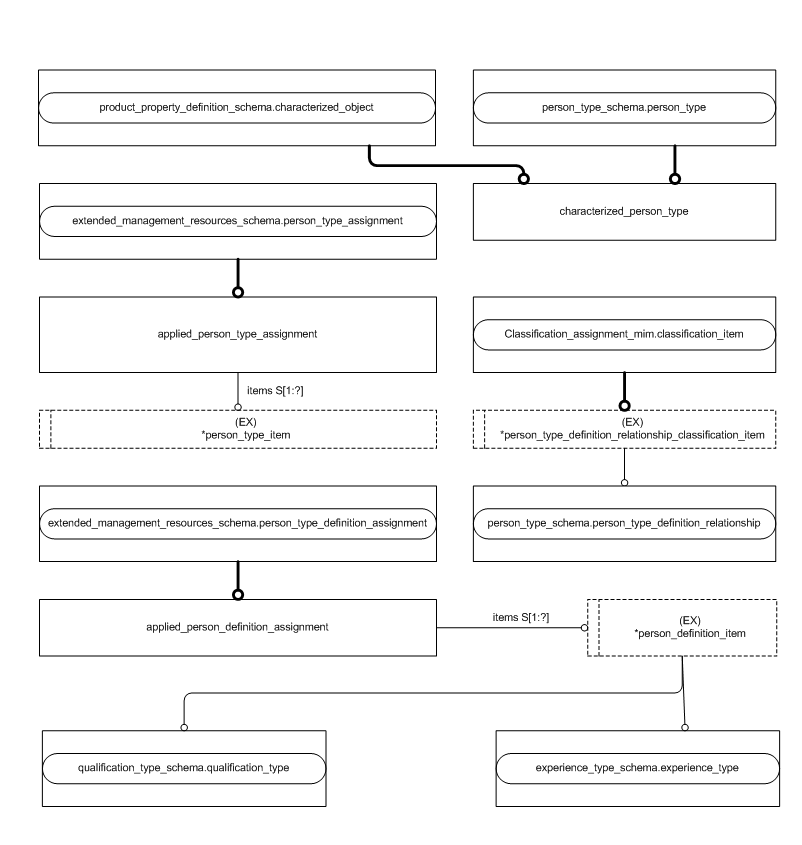 product_property_definition_schema.characterized_object
person_type_schema.person_type
extended_management_resources_schema.person_type_assignment
characterized_person_type
applied_person_type_assignment
Classification_assignment_mim.classification_item
items S[1:?]
(EX)
*person_type_item
(EX)
*person_type_definition_relationship_classification_item
extended_management_resources_schema.person_type_definition_assignment
person_type_schema.person_type_definition_relationship
applied_person_definition_assignment
items S[1:?]
(EX)
*person_definition_item
qualification_type_schema.qualification_type
experience_type_schema.experience_type